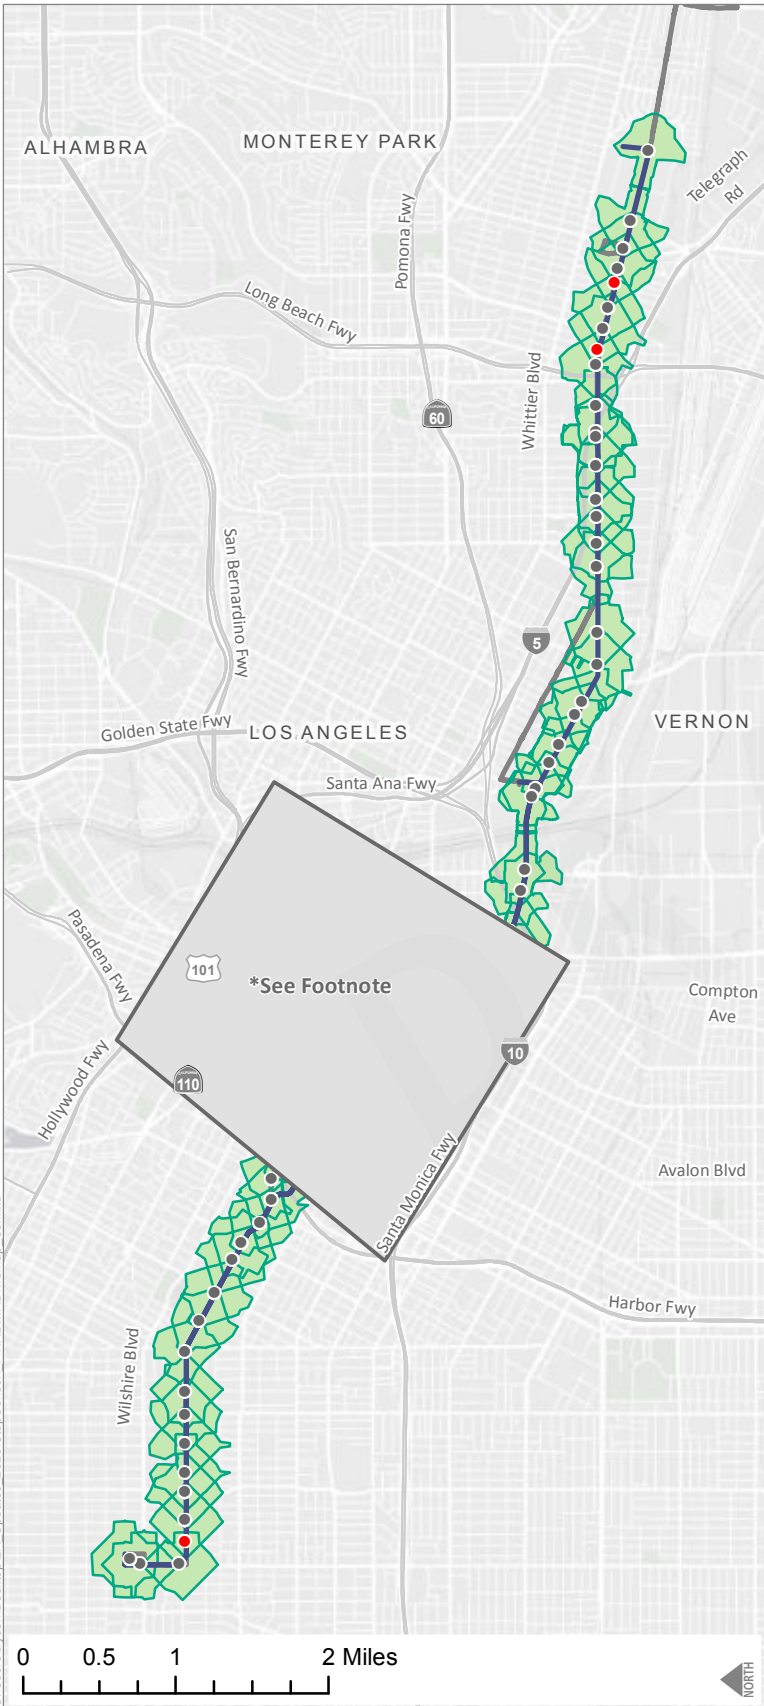 MONTEREY PARK
ALHAMBRA
Telegraph
Rd
Pomona Fwy
Long Beach Fwy
Whittier Blvd
60
San Bernardino Fwy
5
Golden State Fwy
LOS ANGELES
VERNON
Santa Ana Fwy
Pasadena Fwy
101
*See Footnote
Compton
Ave
10
Hollywood Fwy
110
Santa Monica Fwy
Avalon Blvd
Harbor Fwy
Wilshire Blvd
0 0.5 1 2 Miles
NORTH